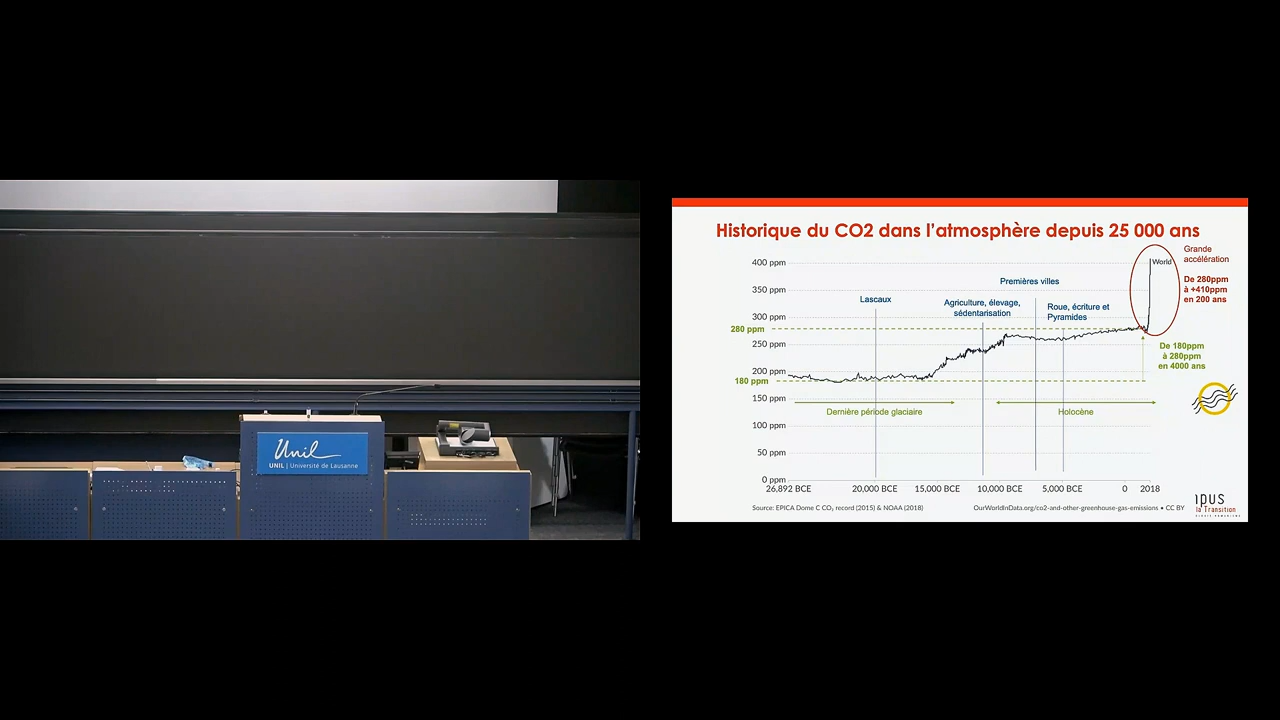 Unil
UNIL | Université de Lausanne
Historique du CO2 dans l'atmosphère depuis 25 000 ans
Grande
accélération
De 280ppm
à +410ppm
en 200 ans
World
400 ppm
350 ppm
300 ppm
280 ppm
250 ppm
200 ppm
180 ppm
150 ppm
100 ppm
50 ppm
0 ppm
Lascaux
Agriculture, élevage,
sédentarisation
Premières villes
Roue, écriture et
Pyramides
De 180ppm
à 280ppm
en 4000 ans
Dernière période glaciaire
Holocène
26,892 BCE
20,000 BCE
15,000 BCE
10,000 BCE
5,000 BCE
0
2018
Source: EPICA Dome C CO₂ record (2015) & NOAA (2018)
OurWorldInData.org/co2-and-other-greenhouse-gas-emissions • CC BY
la Transition